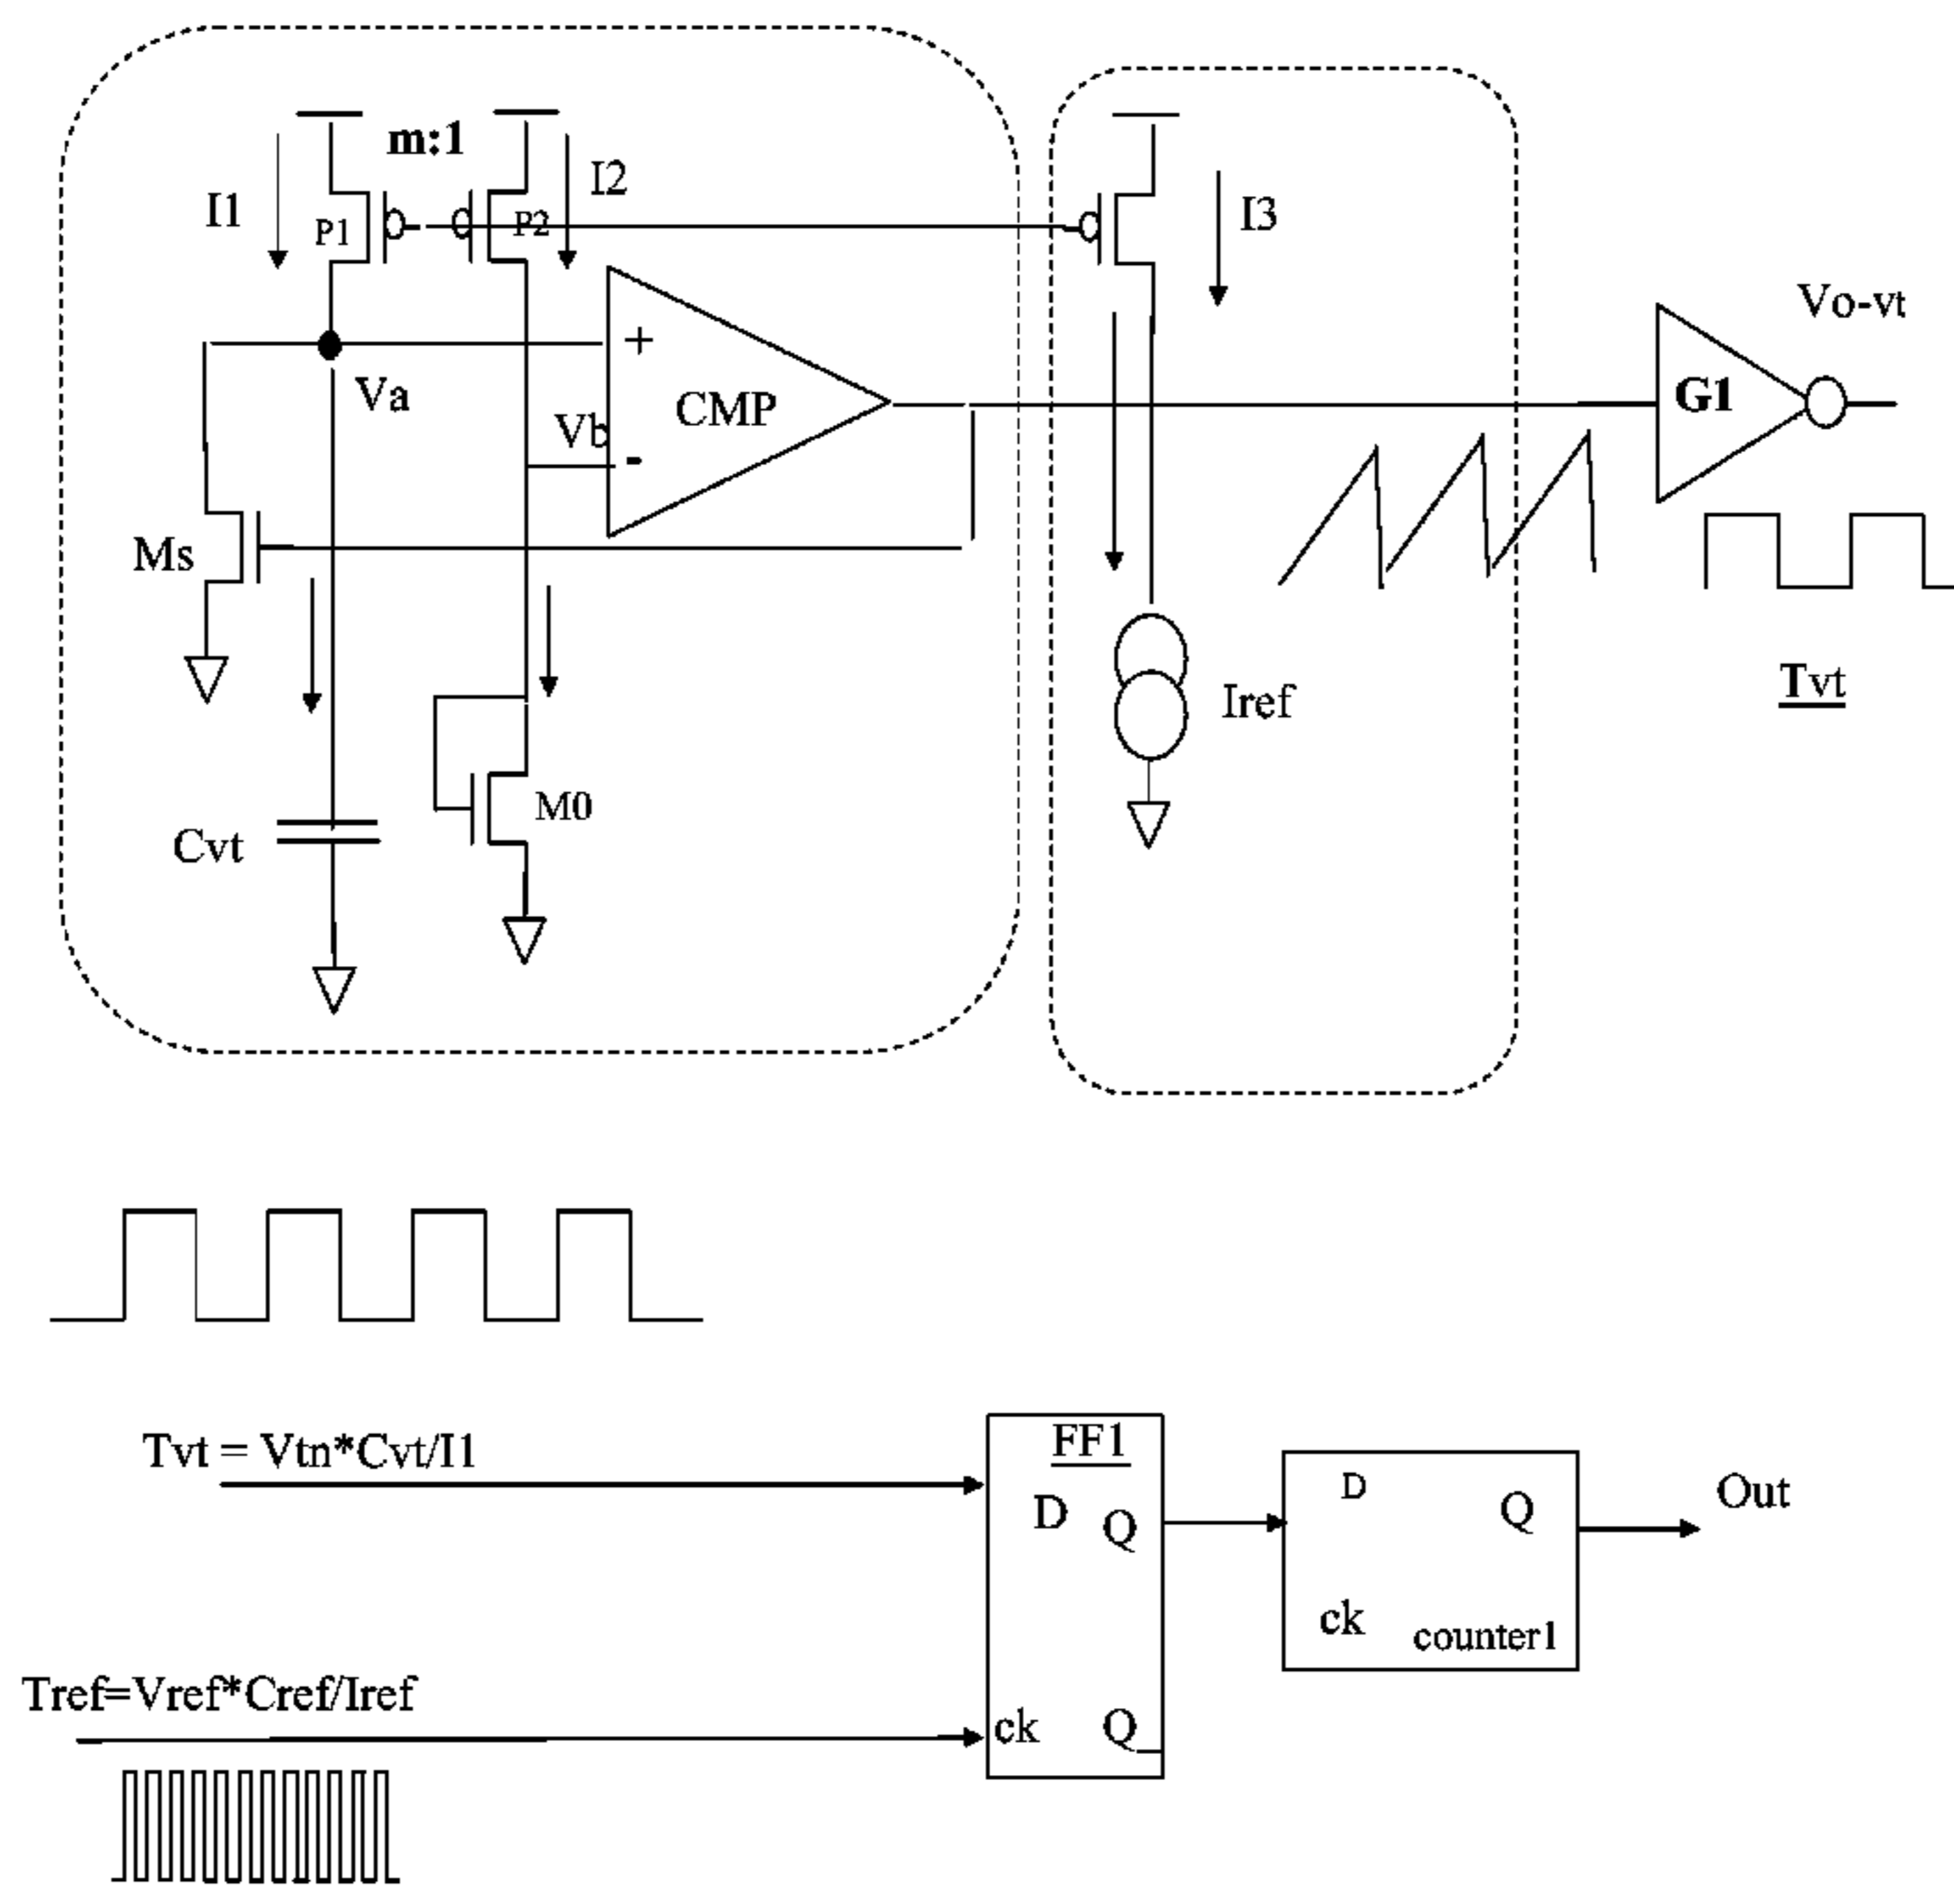 m:1
I1
I2
P1
P2
I3
Va
+
CMP
Vb
-
Vo-vt
G1
Ms
Iref
Tvt
Cvt
M0
Tvt = Vtn*Cvt/I1
FF1
D
Q
D
Q
Out
Tref=Vref*Cref/Iref
ck
Q_
ck
counter1